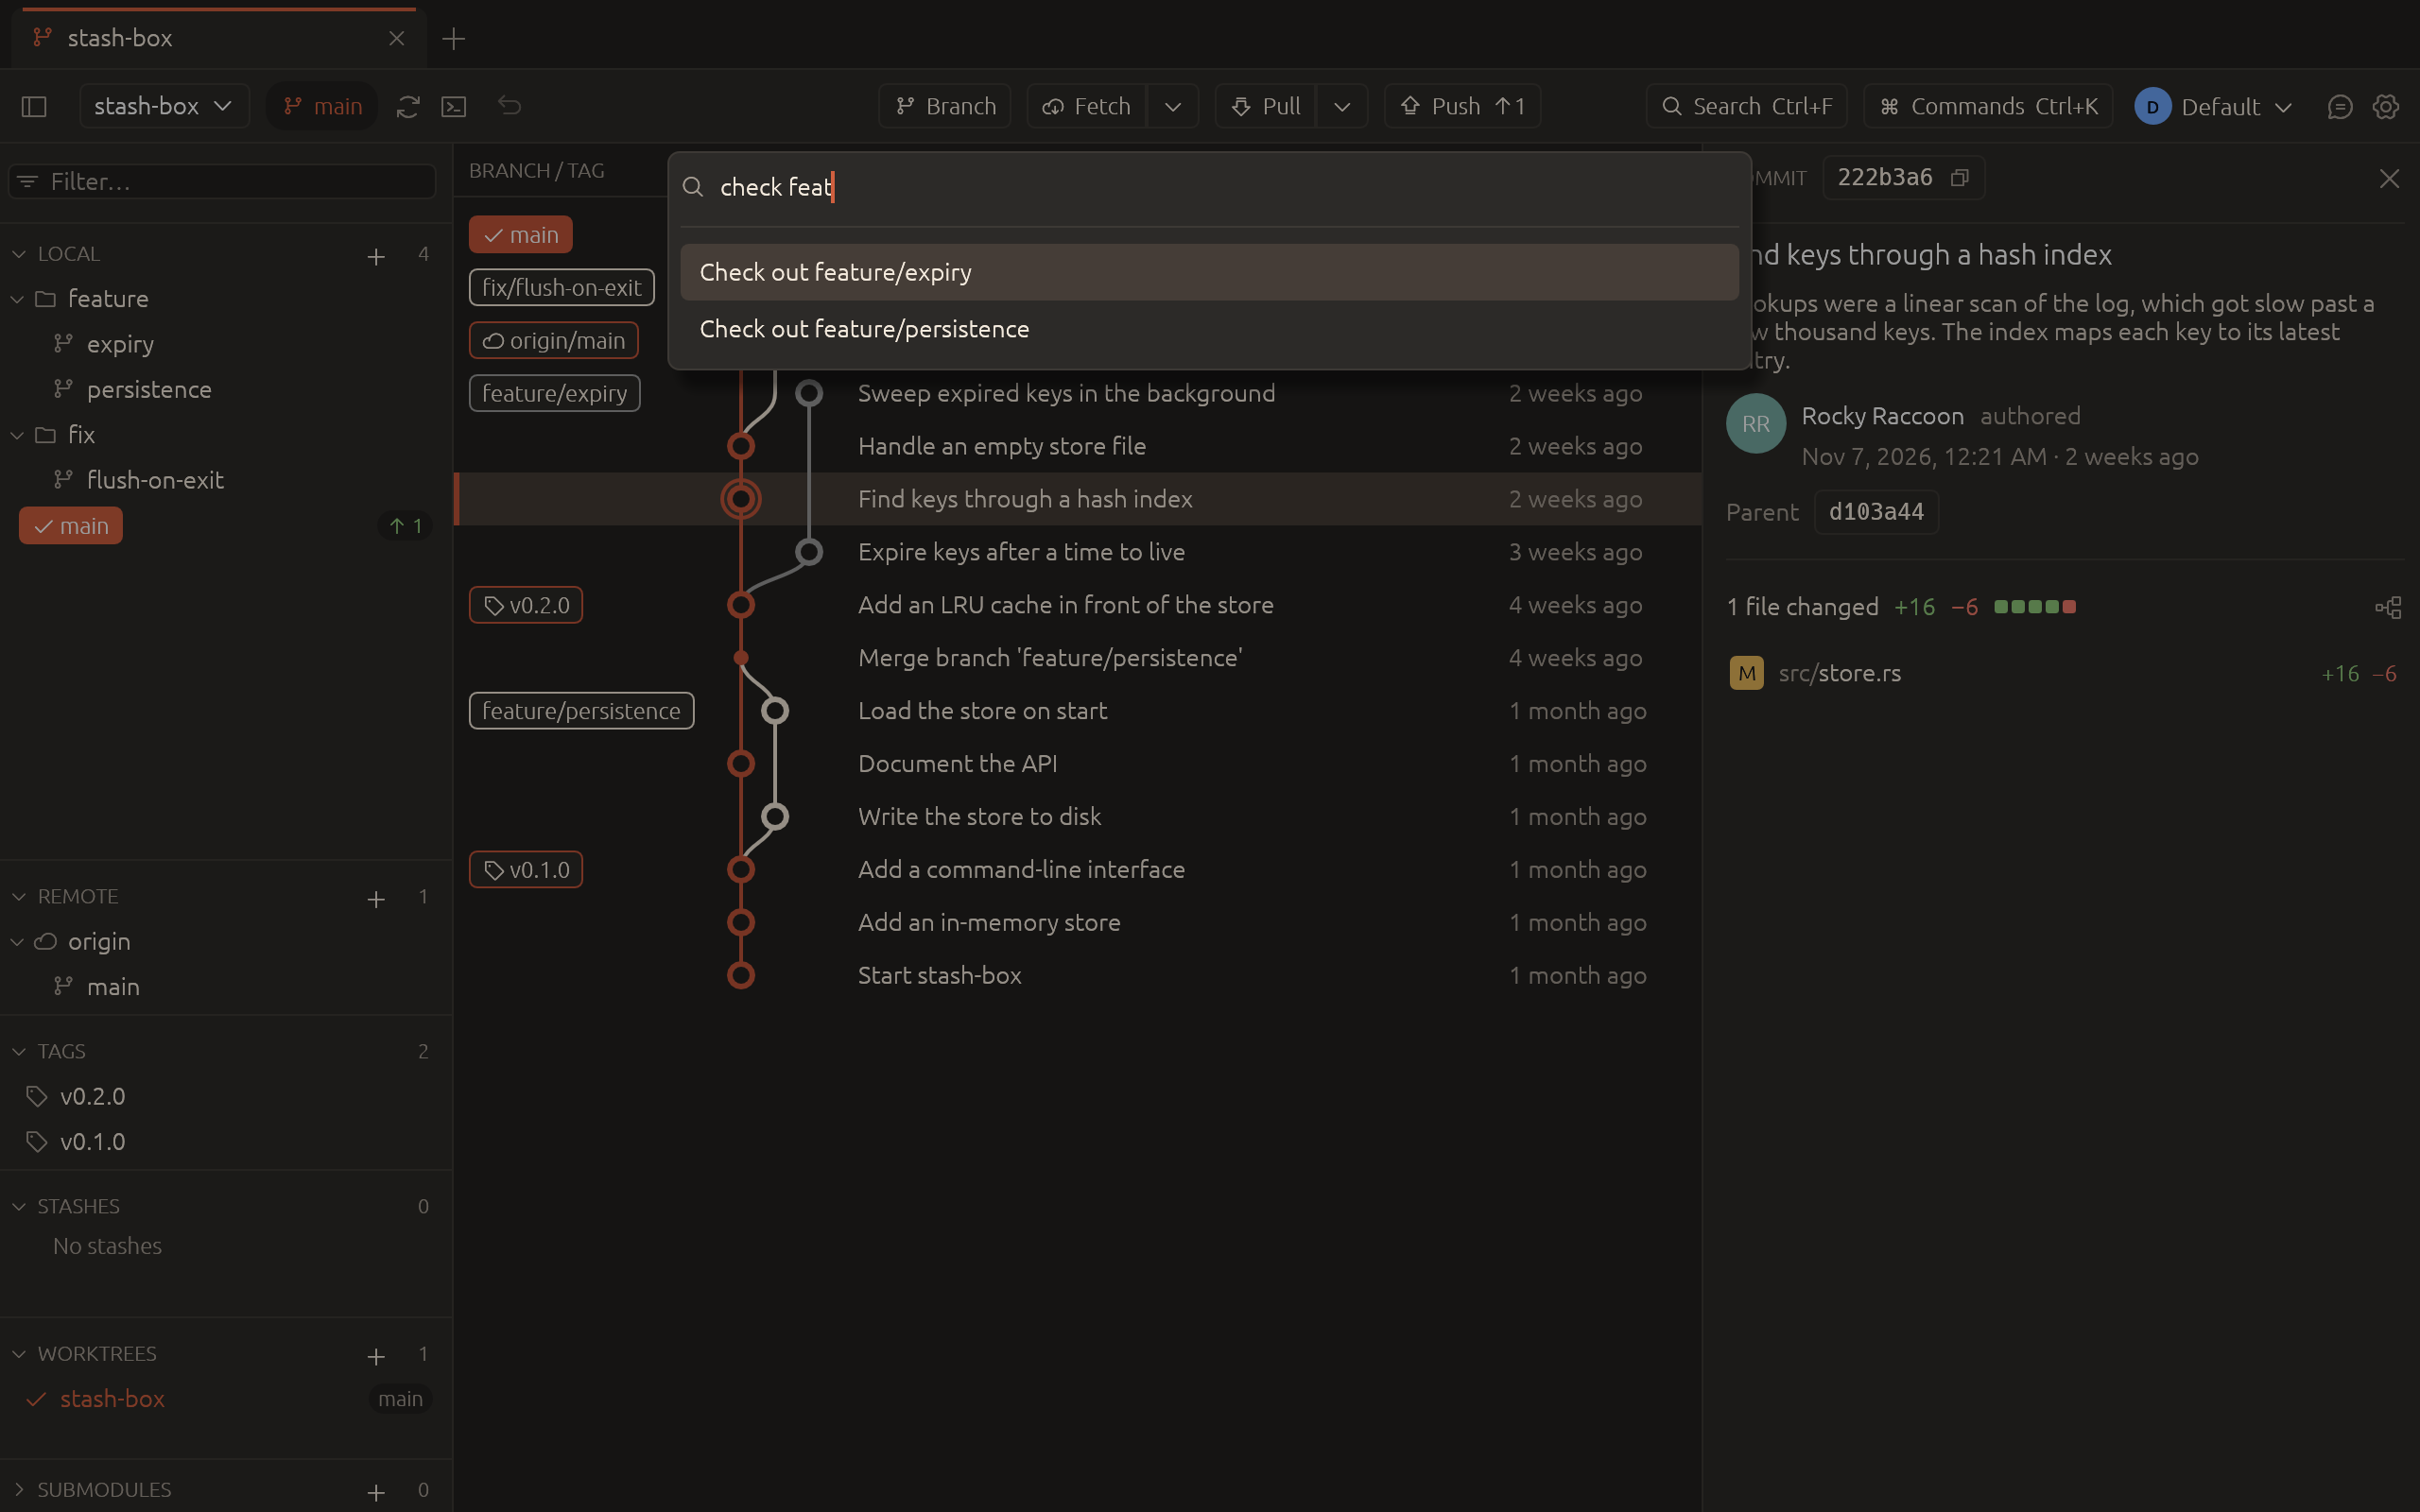 stash-box
stash-box
main
Branch
Fetch
Pull
Push ↑1
Search Ctrl+F
⌘ Commands Ctrl+K
D Default
Filter…
LOCAL + 4
feature
expiry
persistence
fix
flush-on-exit
main ↑ 1
REMOTE + 1
origin
main
TAGS 2
v0.2.0
v0.1.0
STASHES 0
No stashes
WORKTREES + 1
stash-box main
SUBMODULES + 0
BRANCH / TAG
check feat
Check out feature/expiry
Check out feature/persistence
main
fix/flush-on-exit
origin/main
feature/expiry Sweep expired keys in the background 2 weeks ago
Handle an empty store file 2 weeks ago
Find keys through a hash index 2 weeks ago
Expire keys after a time to live 3 weeks ago
v0.2.0 Add an LRU cache in front of the store 4 weeks ago
Merge branch 'feature/persistence' 4 weeks ago
feature/persistence Load the store on start 1 month ago
Document the API 1 month ago
Write the store to disk 1 month ago
v0.1.0 Add a command-line interface 1 month ago
Add an in-memory store 1 month ago
Start stash-box 1 month ago
MMIT 222b3a6
nd keys through a hash index
okups were a linear scan of the log, which got slow past a
w thousand keys. The index maps each key to its latest
try.
RR Rocky Raccoon authored
Nov 7, 2026, 12:21 AM · 2 weeks ago
Parent d103a44
1 file changed +16 −6
M src/store.rs +16 −6